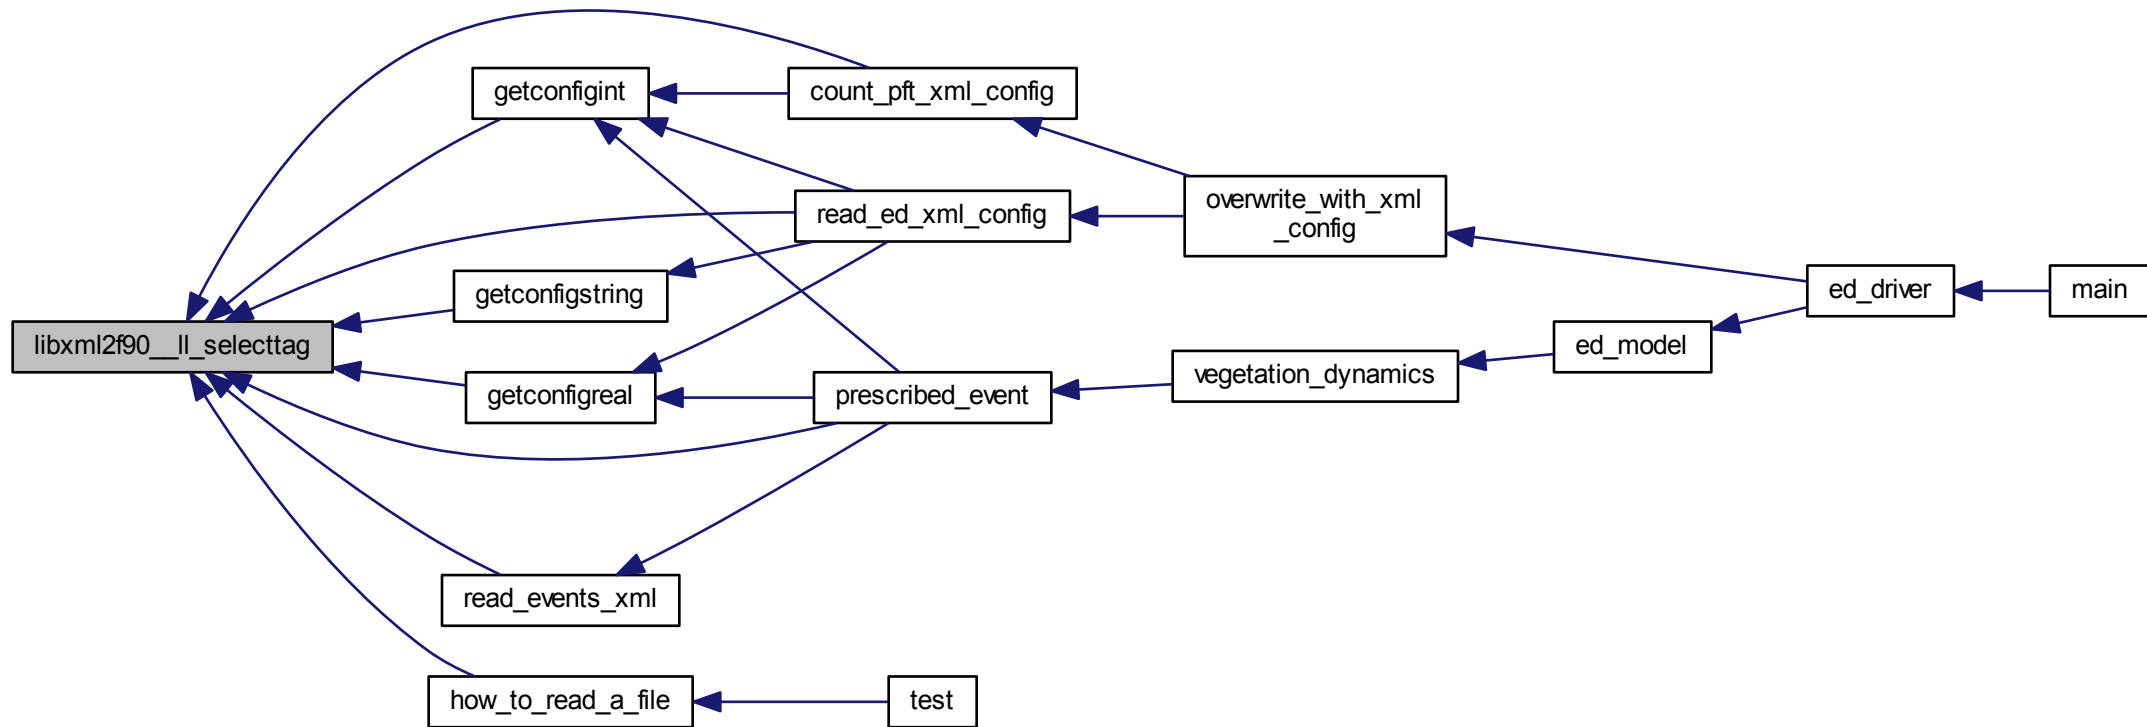 getconfigint
count_pft_xml_config
read_ed_xml_config
overwrite_with_xml
_config
getconfigstring
ed_driver
main
libxml2f90__ll_selecttag
ed_model
getconfigreal
prescribed_event
vegetation_dynamics
read_events_xml
how_to_read_a_file
test